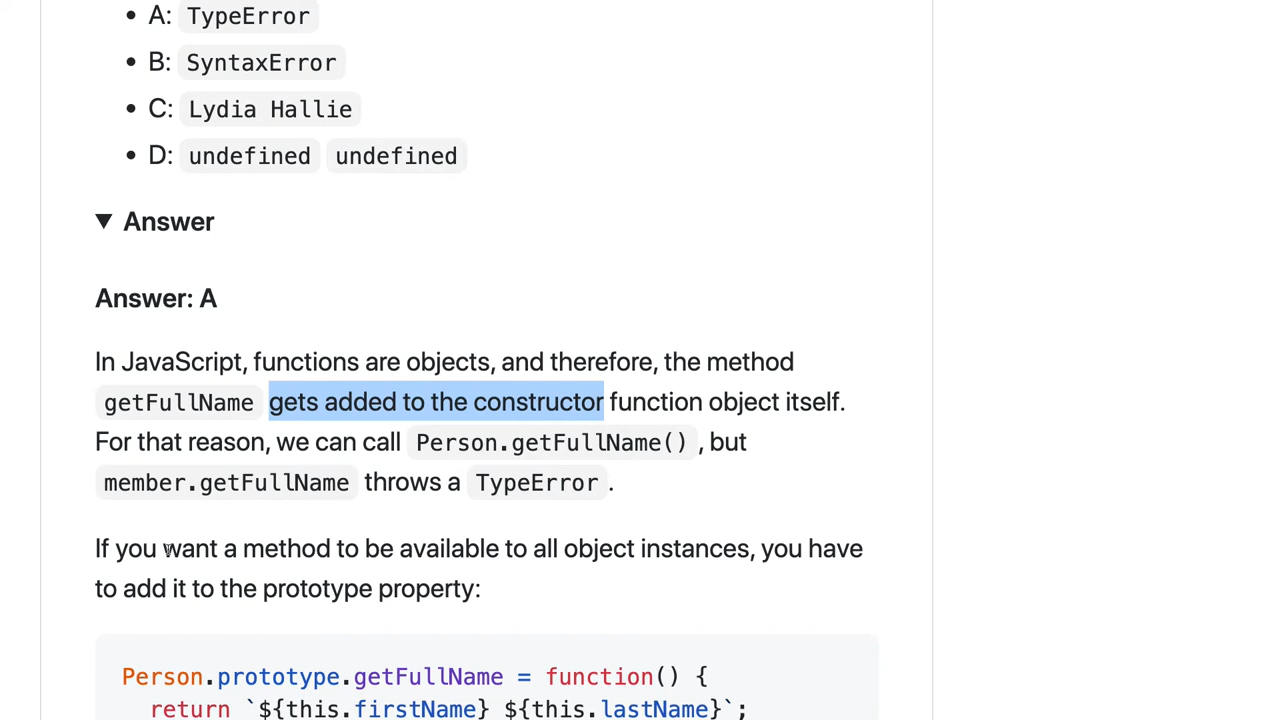 • A: TypeError
• B: SyntaxError
• C: Lydia Hallie
• D: undefined undefined
▼ Answer
Answer: A
In JavaScript, functions are objects, and therefore, the method
getFullName gets added to the constructor function object itself.
For that reason, we can call Person.getFullName() , but
member.getFullName throws a TypeError .
If you want a method to be available to all object instances, you have
to add it to the prototype property:
Person.prototype.getFullName = function() {
  return `${this.firstName} ${this.lastName}`;